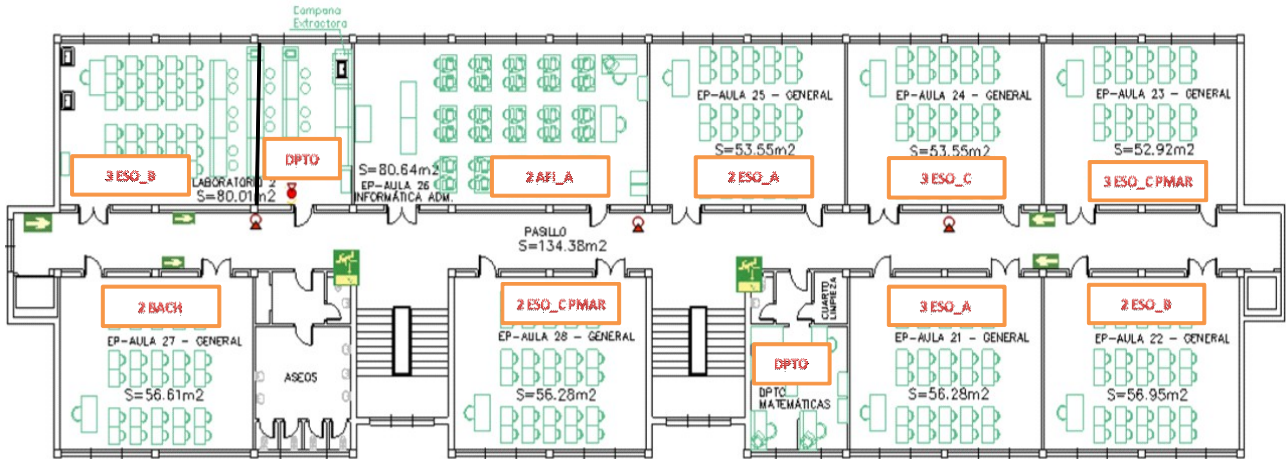 Campana
Extractora
3 ESO_B
LABORATORIO 2
S=80.01m2
DPTO
S=80.64m2
EP-AULA 26
INFORMÁTICA ADM.
2 AFI_A
EP-AULA 25 - GENERAL
S=53.55m2
2 ESO_A
EP-AULA 24 - GENERAL
S=53.55m2
3 ESO_C
EP-AULA 23 - GENERAL
S=52.92m2
3 ESO_CPMAR
PASILLO
S=134.38m2
2 BACH
EP-AULA 27 - GENERAL
S=56.61m2
ASEOS
2 ESO_CPMAR
EP-AULA 28 - GENERAL
S=56.28m2
CUARTO
LIMPIEZA
DPTO
DPTO
MATEMÁTICAS
3 ESO_A
EP-AULA 21 - GENERAL
S=56.28m2
2 ESO_B
EP-AULA 22 - GENERAL
S=56.95m2